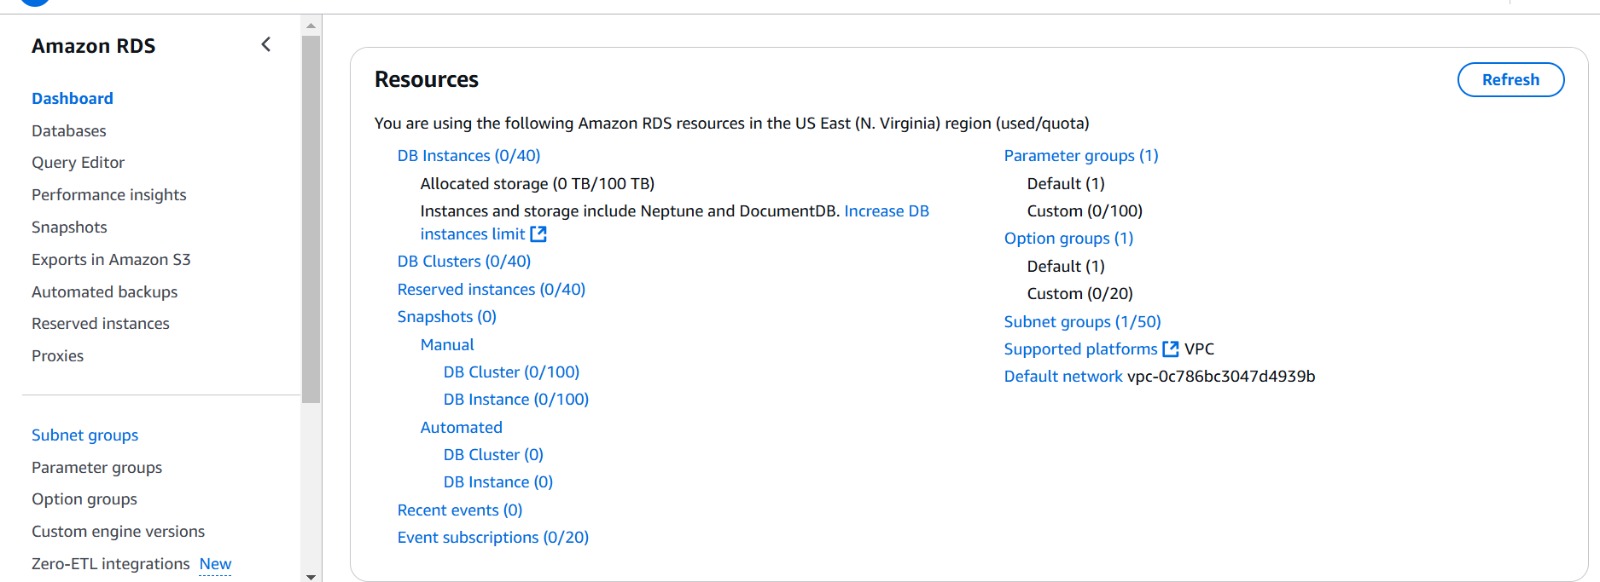 Amazon RDS
Dashboard
Databases
Query Editor
Performance insights
Snapshots
Exports in Amazon S3
Automated backups
Reserved instances
Proxies
Subnet groups
Parameter groups
Option groups
Custom engine versions
Zero-ETL integrations New
Resources
Refresh
You are using the following Amazon RDS resources in the US East (N. Virginia) region (used/quota)
DB Instances (0/40)
Allocated storage (0 TB/100 TB)
Instances and storage include Neptune and DocumentDB. Increase DB
instances limit
DB Clusters (0/40)
Reserved instances (0/40)
Snapshots (0)
Manual
DB Cluster (0/100)
DB Instance (0/100)
Automated
DB Cluster (0)
DB Instance (0)
Recent events (0)
Event subscriptions (0/20)
Parameter groups (1)
Default (1)
Custom (0/100)
Option groups (1)
Default (1)
Custom (0/20)
Subnet groups (1/50)
Supported platforms VPC
Default network vpc-0c786bc3047d4939b